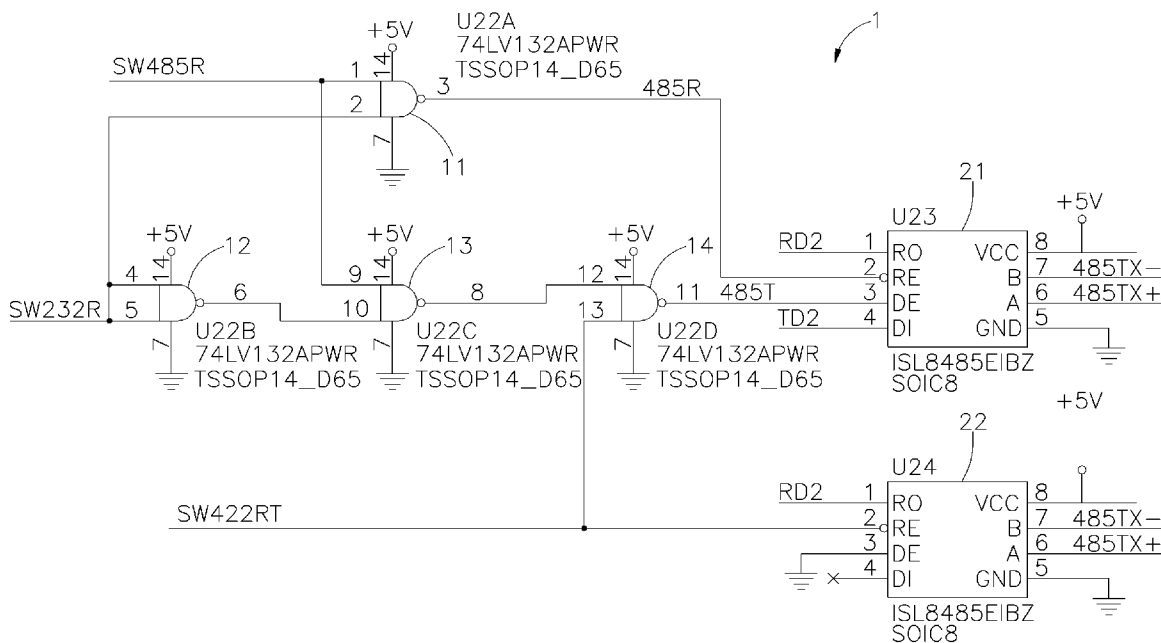 U22A
74LV132APWR
TSSOP14_D65
+5V
1
SW485R
14
1
2
3
485R
7
11
21
+5V
U23
+5V
12
+5V
13
+5V
14
RD2
1
RO
VCC
8
14
14
14
2
RE
B
7
485TX-
4
6
9
8
12
11
485T
3
DE
A
6
485TX+
SW232R
5
10
13
TD2
4
DI
GND
5
7
U22B
74LV132APWR
TSSOP14_D65
7
U22C
74LV132APWR
TSSOP14_D65
7
U22D
74LV132APWR
TSSOP14_D65
ISL8485EIBZ
SOIC8
+5V
22
U24
RD2
1
RO
VCC
8
SW422RT
2
RE
B
7
485TX-
3
DE
A
6
485TX+
4
DI
GND
5
ISL8485EIBZ
SOIC8